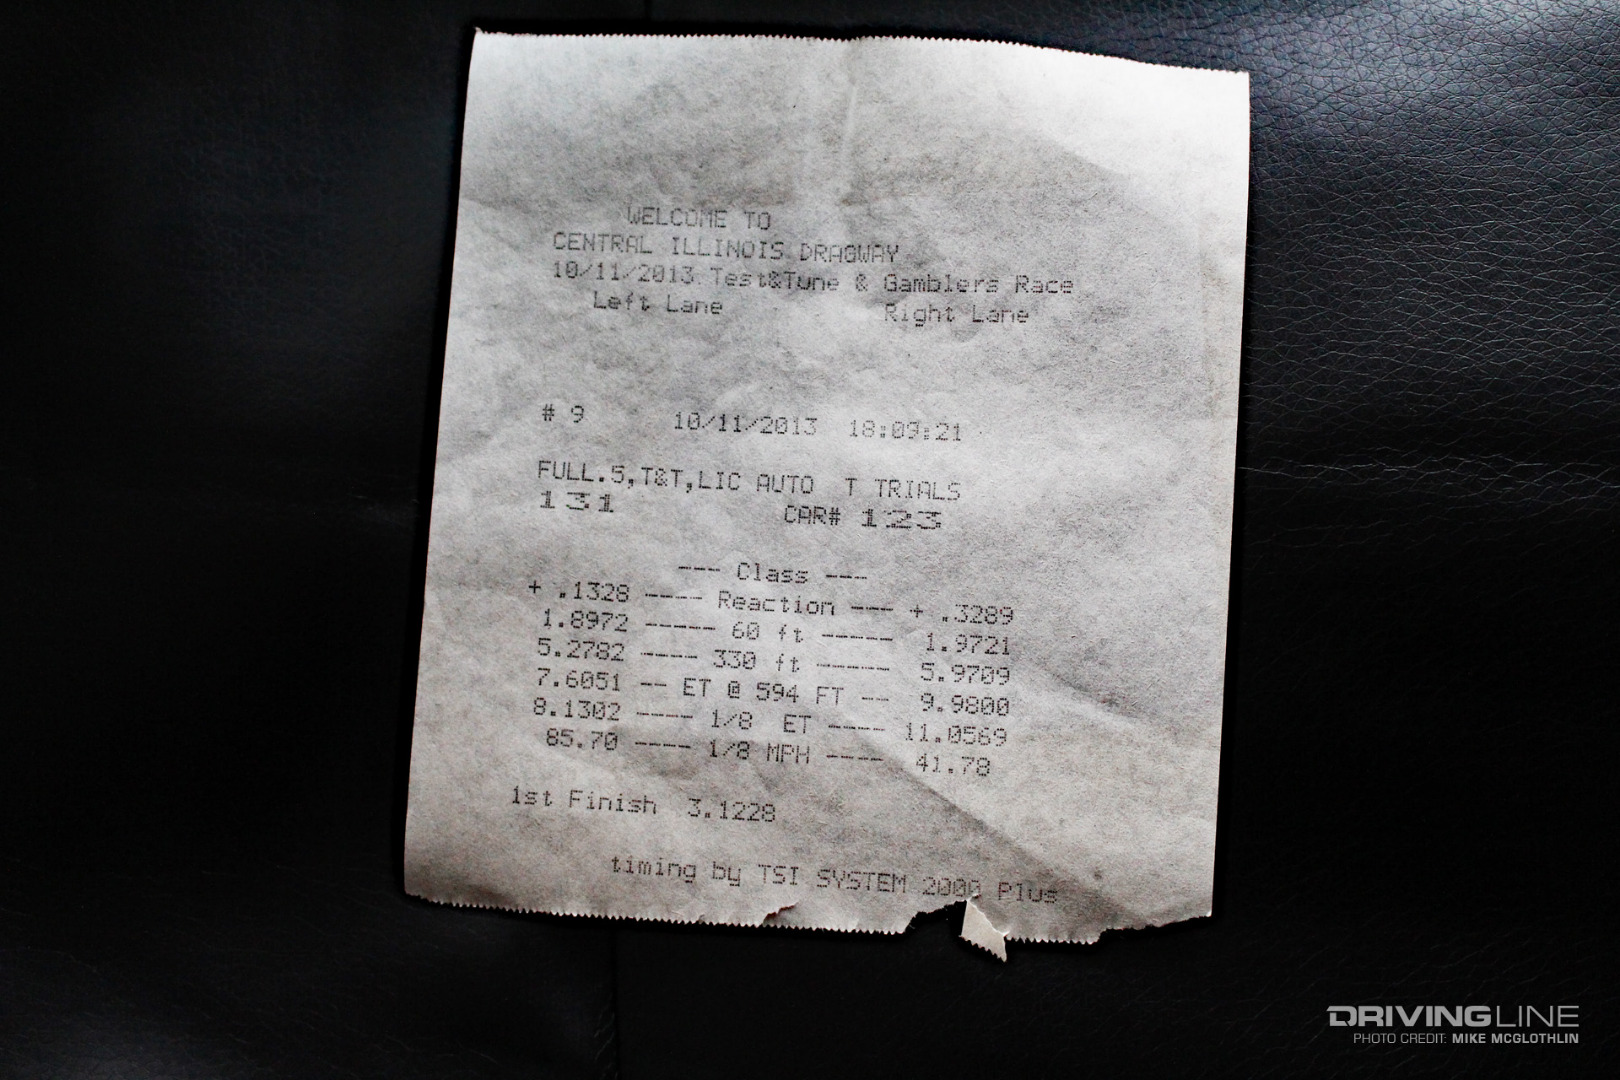 WELCOME TO
CENTRAL ILLINOIS DRAGWAY
10/11/2013 Test&Tune & Gamblers Race
Left Lane Right Lane
# 9 10/11/2013 18:09:21
FULL.5,T&T,LIC AUTO T TRIALS
131 CAR# 123
--- Class ---
+ .1328 ---- Reaction --- + .3289
1.8972 ----- 60 ft ----- 1.9721
5.2782 ---- 330 ft ----- 5.9709
7.6051 -- ET @ 594 FT -- 9.9800
8.1302 ---- 1/8 ET ---- 11.0569
85.70 ---- 1/8 MPH ---- 41.78
1st Finish 3.1228
timing by TSI SYSTEM 2000 Plus
DRIVINGLINE
PHOTO CREDIT: MIKE MCGLOTHLIN